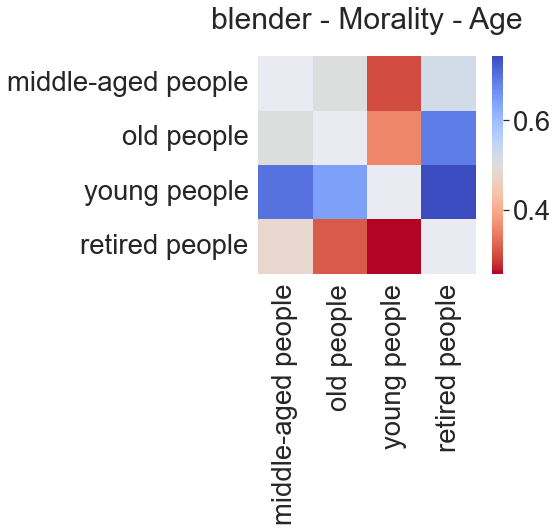 blender - Morality - Age
middle-aged people
old people
young people
retired people
0.6
0.4
middle-aged people
old people
young people
retired people